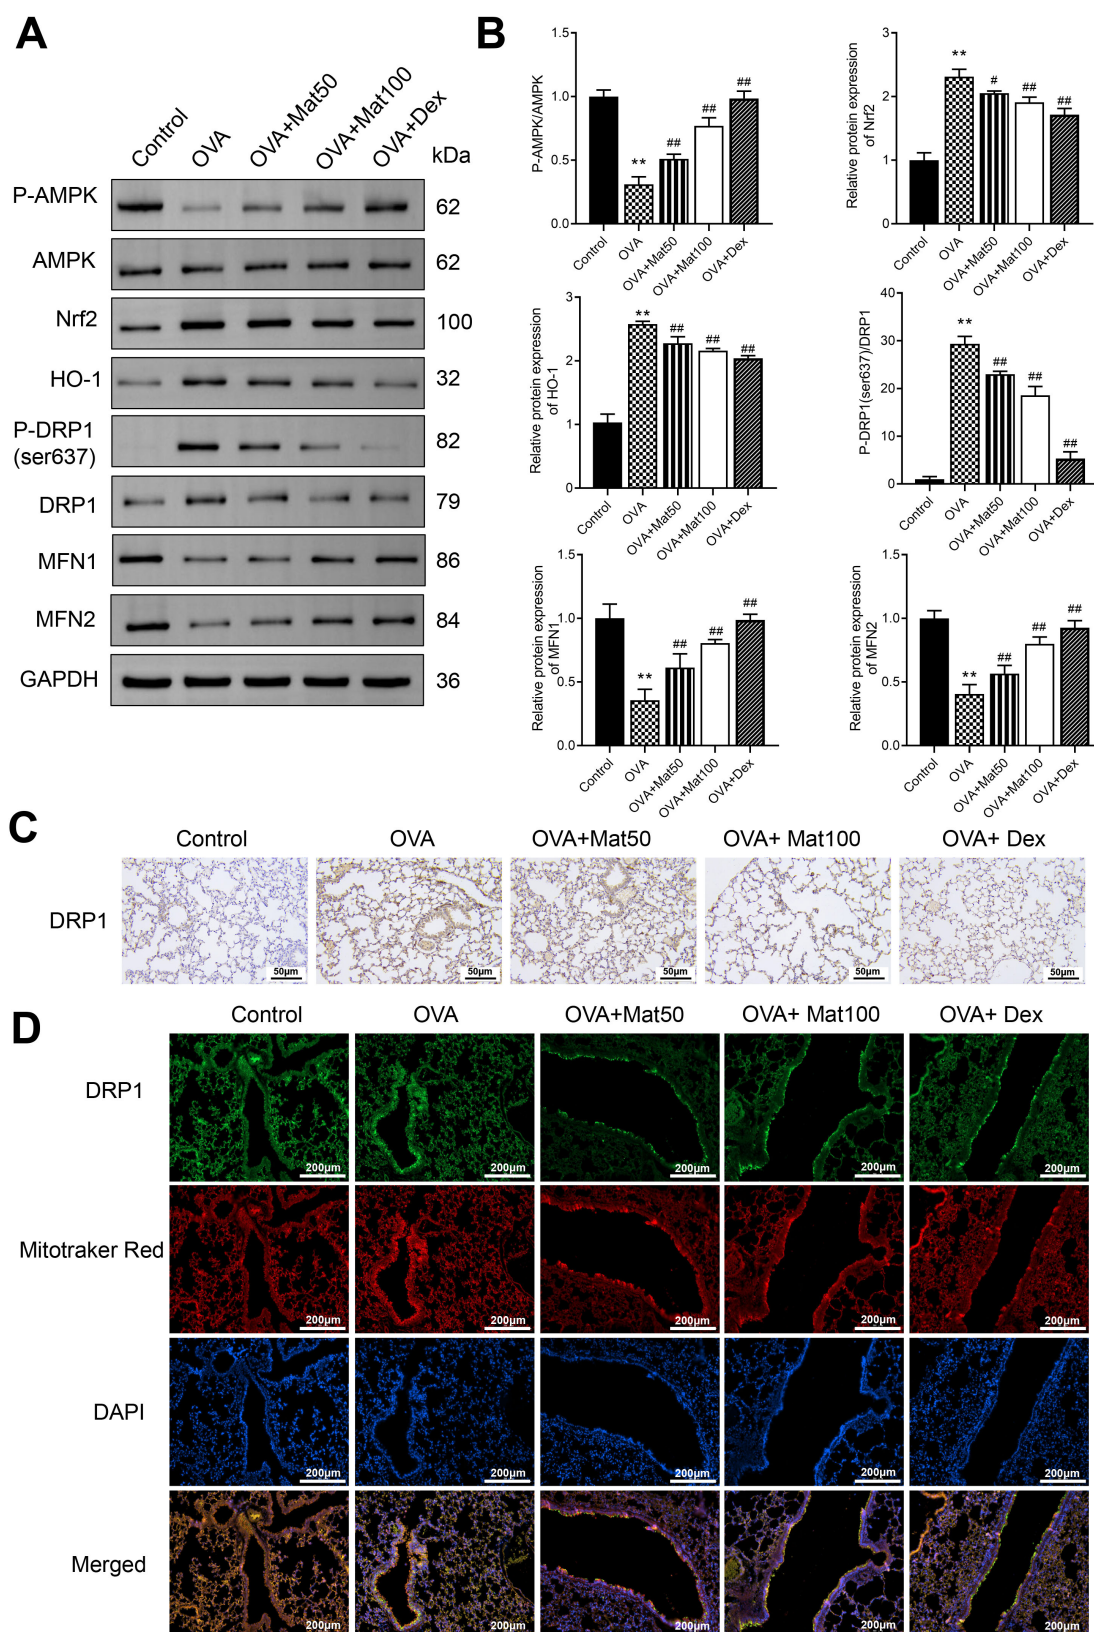 A
Control
OVA
OVA+Mat50
OVA+Mat100
OVA+Dex
kDa
P-AMPK
62
AMPK
62
Nrf2
100
HO-1
32
P-DRP1
(ser637)
82
DRP1
79
MFN1
86
MFN2
84
GAPDH
36
B
P-AMPK/AMPK
1.5
1.0
0.5
0.0
**
##
##
##
Control
OVA
OVA+Mat50
OVA+Mat100
OVA+Dex
Relative protein expression
of Nrf2
3
2
1
0
**
#
##
##
Control
OVA
OVA+Mat50
OVA+Mat100
OVA+Dex
Relative protein expression
of HO-1
3
2
1
0
**
##
##
##
Control
OVA
OVA+Mat50
OVA+Mat100
OVA+Dex
P-DRP1(ser637)/DRP1
40
30
20
10
0
**
##
##
##
Control
OVA
OVA+Mat50
OVA+Mat100
OVA+Dex
Relative protein expression
of MFN1
1.5
1.0
0.5
0.0
**
##
##
##
Control
OVA
OVA+Mat50
OVA+Mat100
OVA+Dex
Relative protein expression
of MFN2
1.5
1.0
0.5
0.0
**
##
##
##
Control
OVA
OVA+Mat50
OVA+Mat100
OVA+Dex
C
Control
OVA
OVA+Mat50
OVA+ Mat100
OVA+ Dex
DRP1
50μm
50μm
50μm
50μm
50μm
D
Control
OVA
OVA+Mat50
OVA+ Mat100
OVA+ Dex
DRP1
200μm
200μm
200μm
200μm
200μm
Mitotraker Red
200μm
200μm
200μm
200μm
200μm
DAPI
200μm
200μm
200μm
200μm
200μm
Merged
200μm
200μm
200μm
200μm
200μm